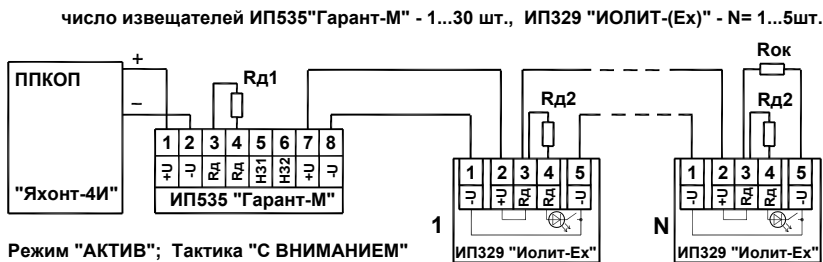 число извещателей ИП535"Гарант-М" - 1...30 шт., ИП329 "ИОЛИТ-(Ex)" - N= 1...5шт.
ППКОП
"Яхонт-4И"
+
–
Rд1
1 2 3 4 5 6 7 8
+U -U Rд Rд НЗ1 НЗ2 +U -U
ИП535 "Гарант-М"
Rд2
1 2 3 4 5
-U +U Rд Rд -U
1
ИП329 "Иолит-Ех"
Rок
Rд2
1 2 3 4 5
-U +U Rд Rд -U
N
ИП329 "Иолит-Ех"
Режим "АКТИВ"; Тактика "С ВНИМАНИЕМ"